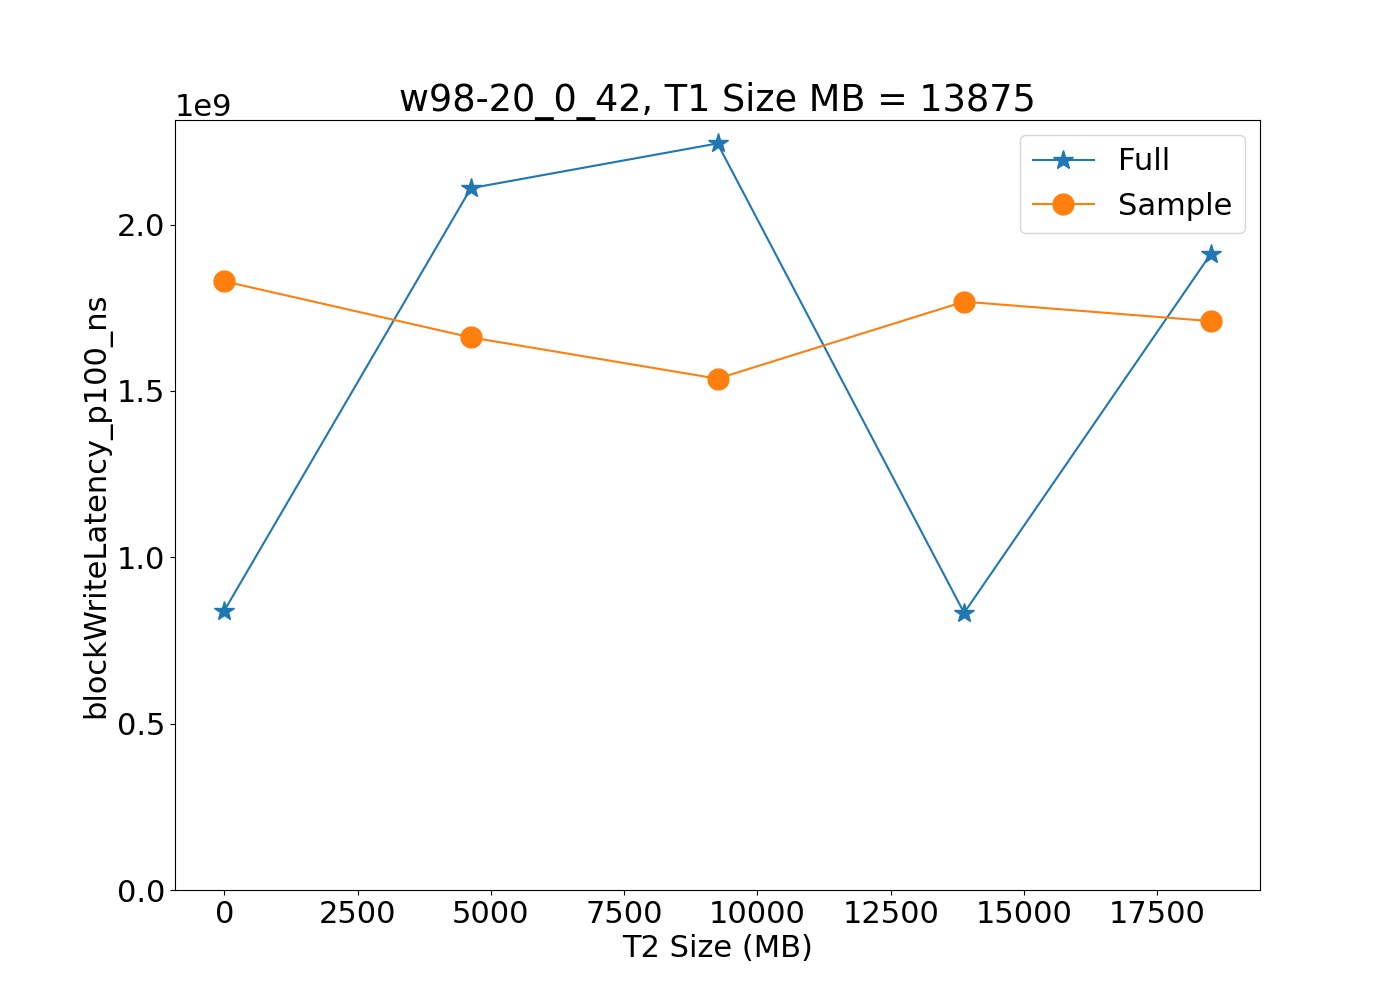 w98-20_0_42, T1 Size MB = 13875
1e9
Full
Sample
2.0
1.5
1.0
0.5
0.0
blockWriteLatency_p100_ns
0 2500 5000 7500 10000 12500 15000 17500
T2 Size (MB)